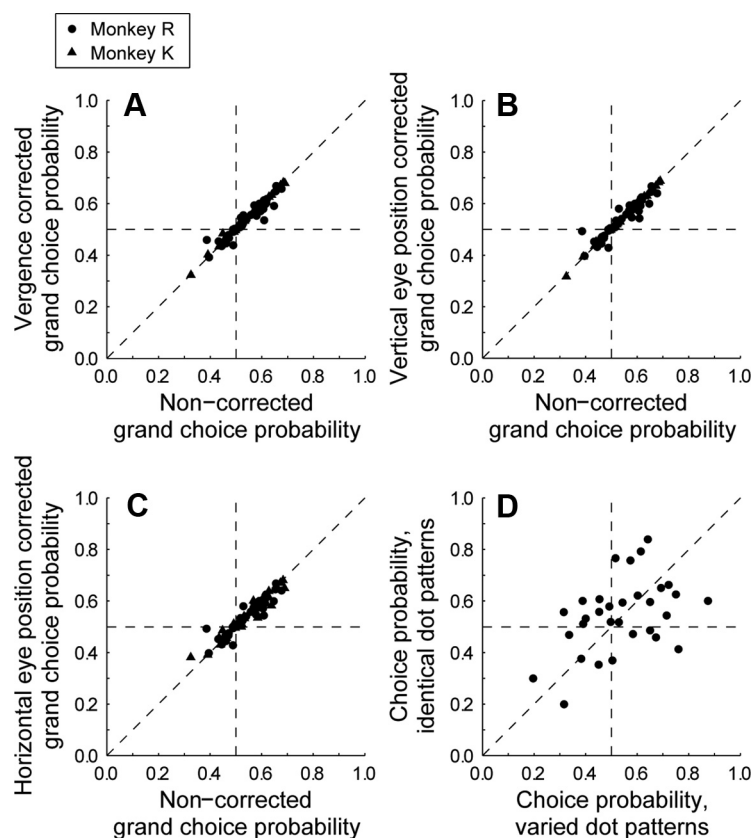 Monkey R
Monkey K
A
Vergence corrected
grand choice probability
1.0
0.8
0.6
0.4
0.2
0.0
0.0 0.2 0.4 0.6 0.8 1.0
Non−corrected
grand choice probability
B
Vertical eye position corrected
grand choice probability
1.0
0.8
0.6
0.4
0.2
0.0
0.0 0.2 0.4 0.6 0.8 1.0
Non−corrected
grand choice probability
C
Horizontal eye position corrected
grand choice probability
1.0
0.8
0.6
0.4
0.2
0.0
0.0 0.2 0.4 0.6 0.8 1.0
Non−corrected
grand choice probability
D
Choice probability,
identical dot patterns
1.0
0.8
0.6
0.4
0.2
0.0
0.0 0.2 0.4 0.6 0.8 1.0
Choice probability,
varied dot patterns